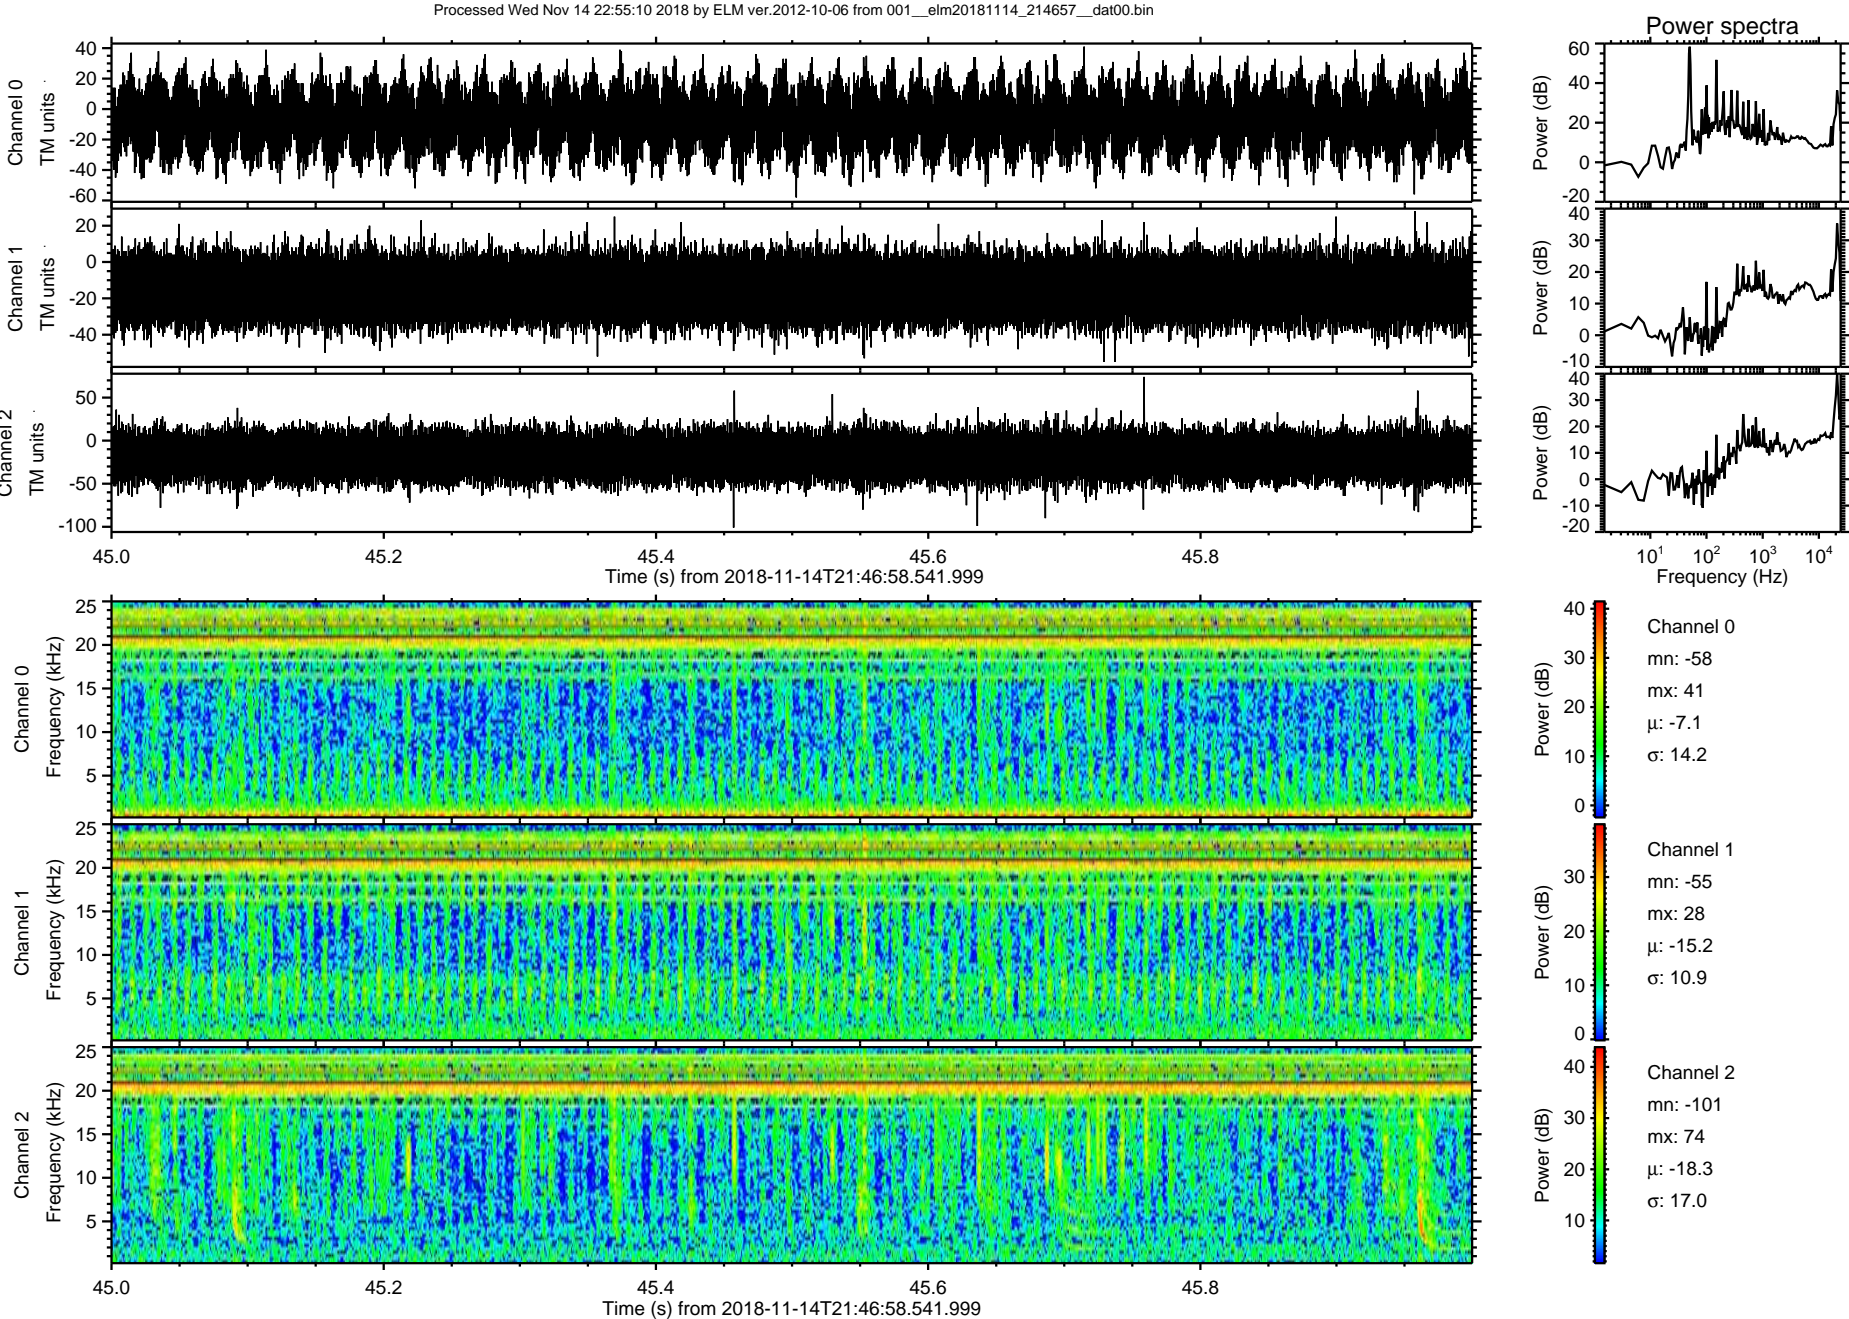 Processed Wed Nov 14 22:55:10 2018 by ELM ver.2012-10-06 from 001__elm20181114_214657__dat00.bin
Power spectra
Channel 0
TM units
40
20
0
-20
-40
-60
Power (dB)
60
40
20
0
-20
Channel 1
TM units
20
0
-20
-40
Power (dB)
40
30
20
10
0
-10
Channel 2
TM units
50
0
-50
-100
Power (dB)
40
30
20
10
0
-10
-20
45.0 45.2 45.4 45.6 45.8
Time (s) from 2018-11-14T21:46:58.541.999
10¹ 10² 10³ 10⁴
Frequency (Hz)
Channel 0
Frequency (kHz)
25
20
15
10
5
Power (dB)
40
30
20
10
0
Channel 0
mn: -58
mx: 41
μ: -7.1
σ: 14.2
Channel 1
Frequency (kHz)
25
20
15
10
5
Power (dB)
30
20
10
0
Channel 1
mn: -55
mx: 28
μ: -15.2
σ: 10.9
Channel 2
Frequency (kHz)
25
20
15
10
5
Power (dB)
40
30
20
10
Channel 2
mn: -101
mx: 74
μ: -18.3
σ: 17.0
45.0 45.2 45.4 45.6 45.8
Time (s) from 2018-11-14T21:46:58.541.999